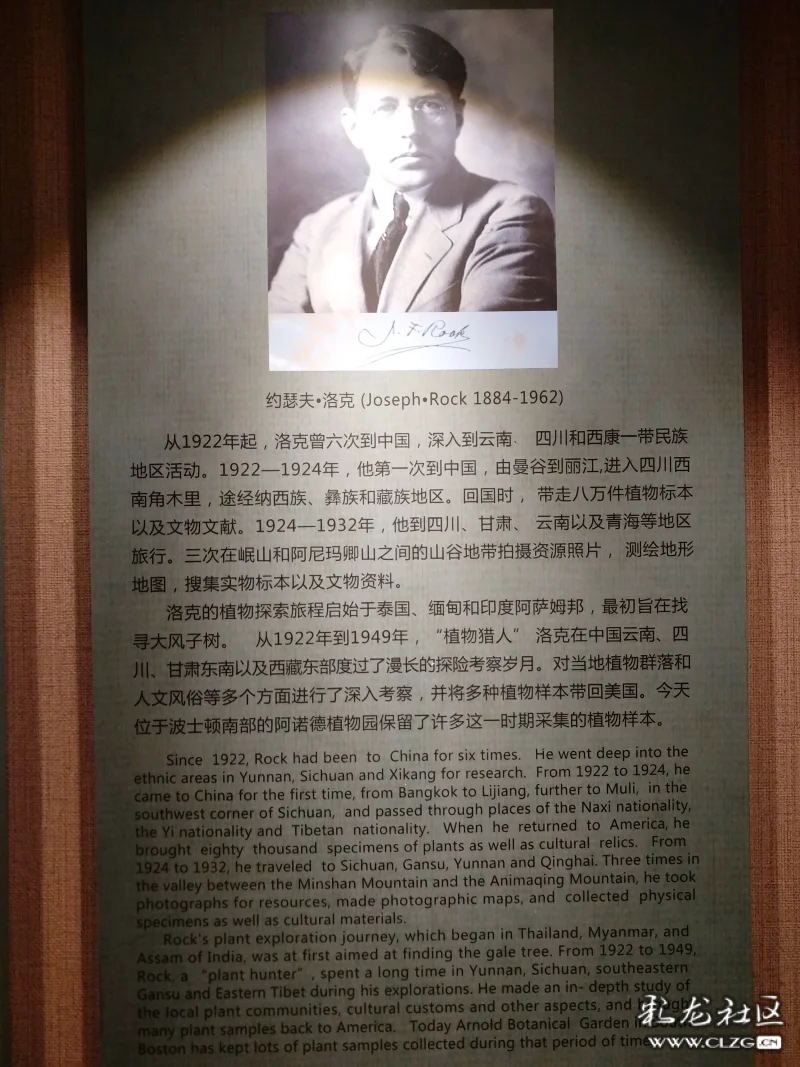 J. F. Rock
约瑟夫•洛克 (Joseph•Rock 1884-1962)
从1922年起，洛克曾六次到中国，深入到云南、四川和西康一带民族
地区活动。1922—1924年，他第一次到中国，由曼谷到丽江,进入四川西
南角木里，途经纳西族、彝族和藏族地区。回国时，带走八万件植物标本
以及文物文献。1924—1932年，他到四川、甘肃、云南以及青海等地区
旅行。三次在岷山和阿尼玛卿山之间的山谷地带拍摄资源照片，测绘地形
地图，搜集实物标本以及文物资料。
洛克的植物探索旅程启始于泰国、缅甸和印度阿萨姆邦，最初旨在找
寻大风子树。 从1922年到1949年，“植物猎人”洛克在中国云南、四
川、甘肃东南以及西藏东部度过了漫长的探险考察岁月。对当地植物群落和
人文风俗等多个方面进行了深入考察，并将多种植物样本带回美国。今天
位于波士顿南部的阿诺德植物园保留了许多这一时期采集的植物样本。
Since 1922, Rock had been to China for six times. He went deep into the
ethnic areas in Yunnan, Sichuan and Xikang for research. From 1922 to 1924, he
came to China for the first time, from Bangkok to Lijiang, further to Muli, in the
southwest corner of Sichuan, and passed through places of the Naxi nationality,
the Yi nationality and Tibetan nationality. When he returned to America, he
brought eighty thousand specimens of plants as well as cultural relics. From
1924 to 1932, he traveled to Sichuan, Gansu, Yunnan and Qinghai. Three times in
the valley between the Minshan Mountain and the Animaqing Mountain, he took
photographs for resources, made photographic maps, and collected physical
specimens as well as cultural materials.
Rock's plant exploration journey, which began in Thailand, Myanmar, and
Assam of India, was at first aimed at finding the gale tree. From 1922 to 1949,
Rock, a “plant hunter”, spent a long time in Yunnan, Sichuan, southeastern
Gansu and Eastern Tibet during his explorations. He made an in- depth study of
the local plant communities, cultural customs and other aspects, and
many plant samples back to America. Today Arnold Botanical Garden in
Boston has kept lots of plant samples collected during that period of time
彩龙社区
WWW.CLZG.CN